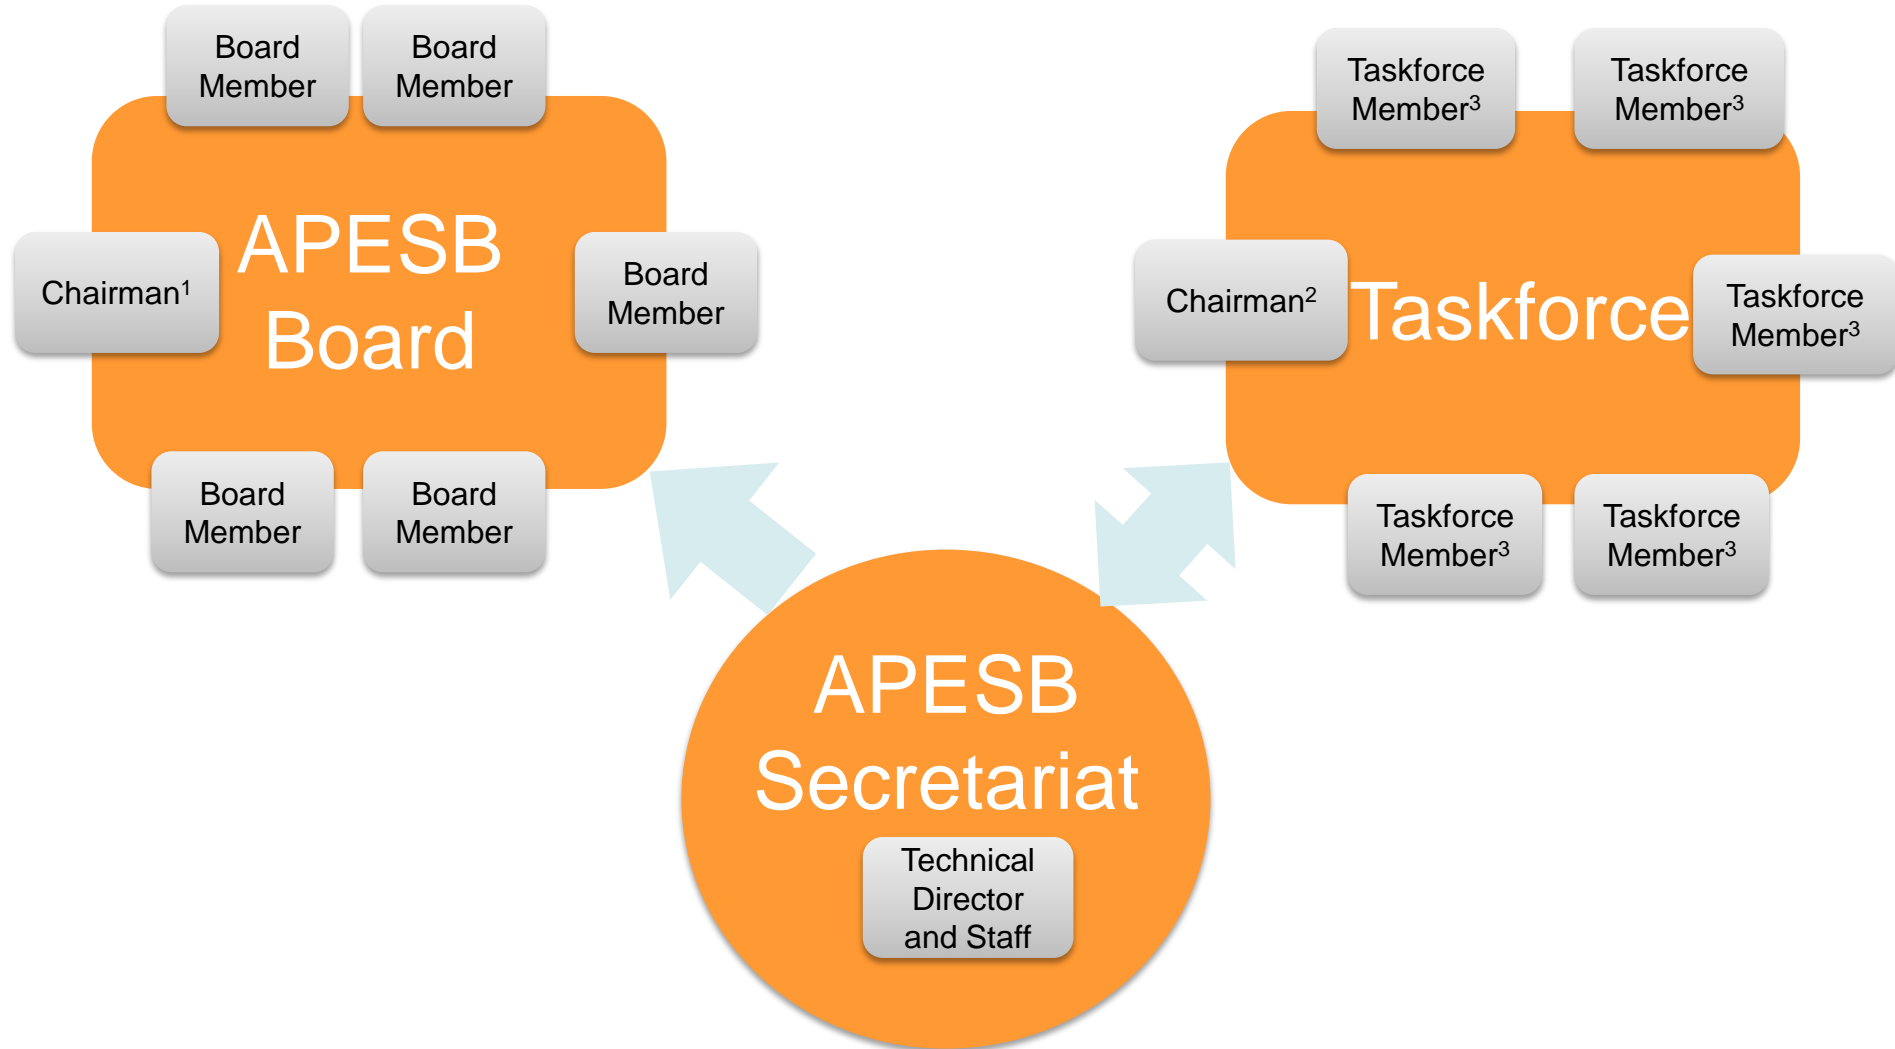 Board
Member
Board
Member
APESB
Board
Chairman¹
Board
Member
Board
Member
Board
Member
Taskforce
Member³
Taskforce
Member³
Chairman²
Taskforce
Taskforce
Member³
Taskforce
Member³
Taskforce
Member³
APESB
Secretariat
Technical
Director
and Staff